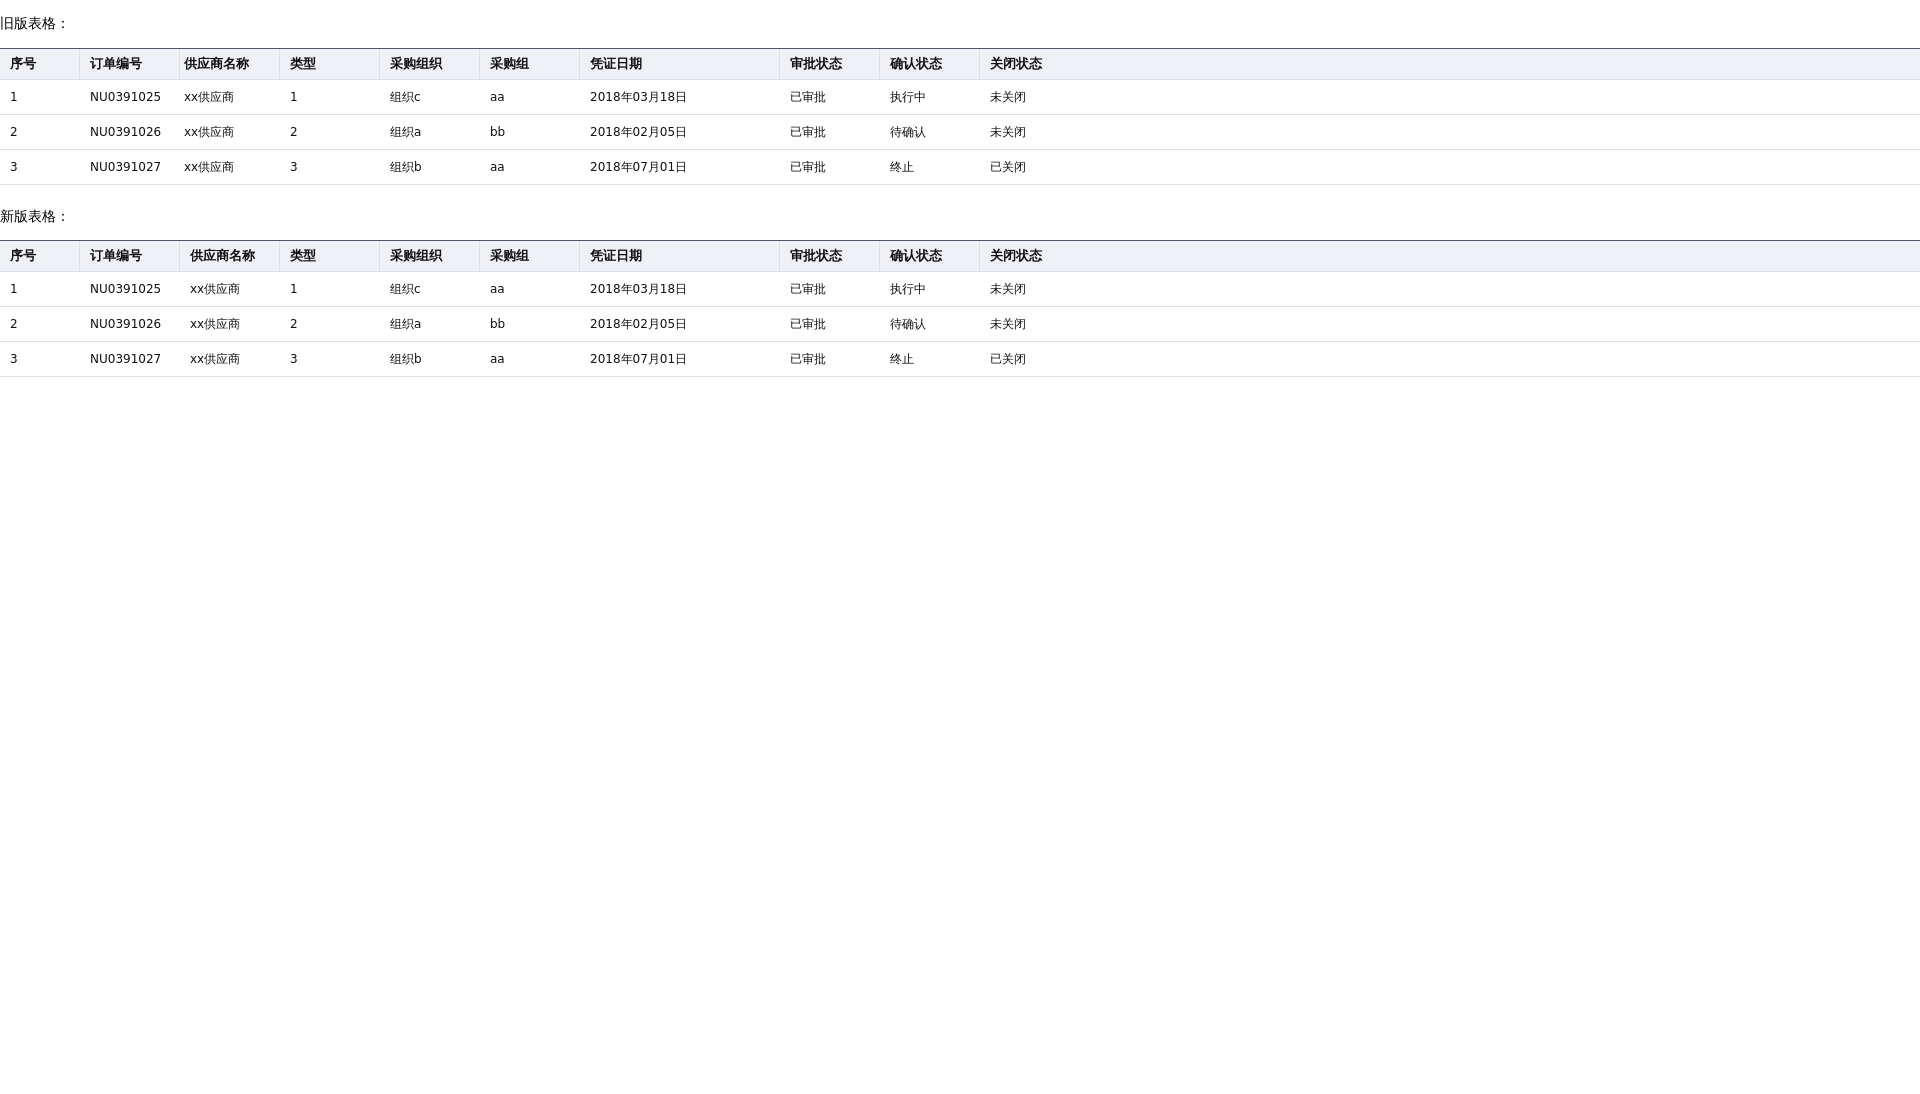 旧版表格：
序号 订单编号 供应商名称 类型 采购组织 采购组 凭证日期 审批状态 确认状态 关闭状态
1 NU0391025 xx供应商 1 组织c aa 2018年03月18日 已审批 执行中 未关闭
2 NU0391026 xx供应商 2 组织a bb 2018年02月05日 已审批 待确认 未关闭
3 NU0391027 xx供应商 3 组织b aa 2018年07月01日 已审批 终止 已关闭
新版表格：
序号 订单编号 供应商名称 类型 采购组织 采购组 凭证日期 审批状态 确认状态 关闭状态
1 NU0391025 xx供应商 1 组织c aa 2018年03月18日 已审批 执行中 未关闭
2 NU0391026 xx供应商 2 组织a bb 2018年02月05日 已审批 待确认 未关闭
3 NU0391027 xx供应商 3 组织b aa 2018年07月01日 已审批 终止 已关闭